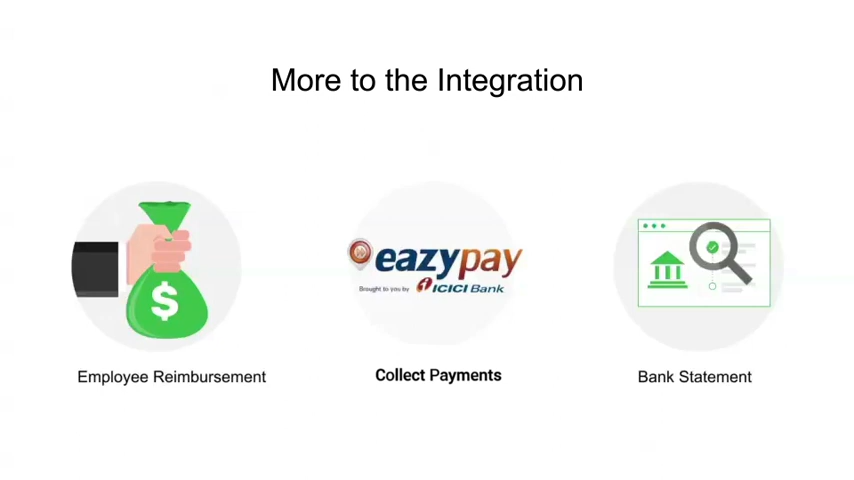 More to the Integration
$
eazypay
Brought to you by ICICI Bank
Employee Reimbursement
Collect Payments
Bank Statement